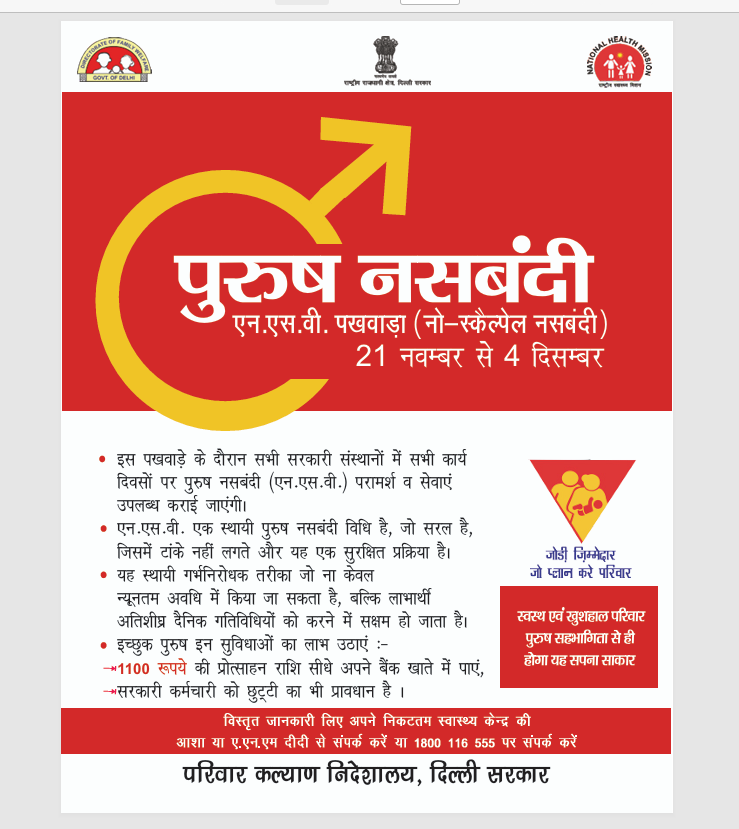 DIRECTORATE OF FAMILY WELFARE
GOVT. OF DELHI
सत्यमेव जयते
राष्ट्रीय राजधानी क्षेत्र, दिल्ली सरकार
NATIONAL HEALTH MISSION
राष्ट्रीय स्वास्थ्य मिशन
पुरुष नसबंदी
एन.एस.वी. पखवाड़ा (नो-स्कैल्पेल नसबंदी)
21 नवम्बर से 4 दिसम्बर
• इस पखवाड़े के दौरान सभी सरकारी संस्थानों में सभी कार्य
दिवसों पर पुरुष नसबंदी (एन.एस.वी.) परामर्श व सेवाएं
उपलब्ध कराई जाएंगी।
• एन.एस.वी. एक स्थायी पुरुष नसबंदी विधि है, जो सरल है,
जिसमें टांके नहीं लगते और यह एक सुरक्षित प्रक्रिया है।
• यह स्थायी गर्भनिरोधक तरीका जो ना केवल
न्यूनतम अवधि में किया जा सकता है, बल्कि लाभार्थी
अतिशीघ्र दैनिक गतिविधियों को करने में सक्षम हो जाता है।
• इच्छुक पुरुष इन सुविधाओं का लाभ उठाएं :-
→1100 रूपये की प्रोत्साहन राशि सीधे अपने बैंक खाते में पाएं,
→सरकारी कर्मचारी को छुट्टी का भी प्रावधान है ।
जोड़ी ज़िम्मेदार
जो प्लान करे परिवार
स्वस्थ एवं खुशहाल परिवार
पुरुष सहभागिता से ही
होगा यह सपना साकार
विस्तृत जानकारी लिए अपने निकटतम स्वास्थ्य केन्द्र की
आशा या ए.एन.एम दीदी से संपर्क करें या 1800 116 555 पर संपर्क करें
परिवार कल्याण निदेशालय, दिल्ली सरकार